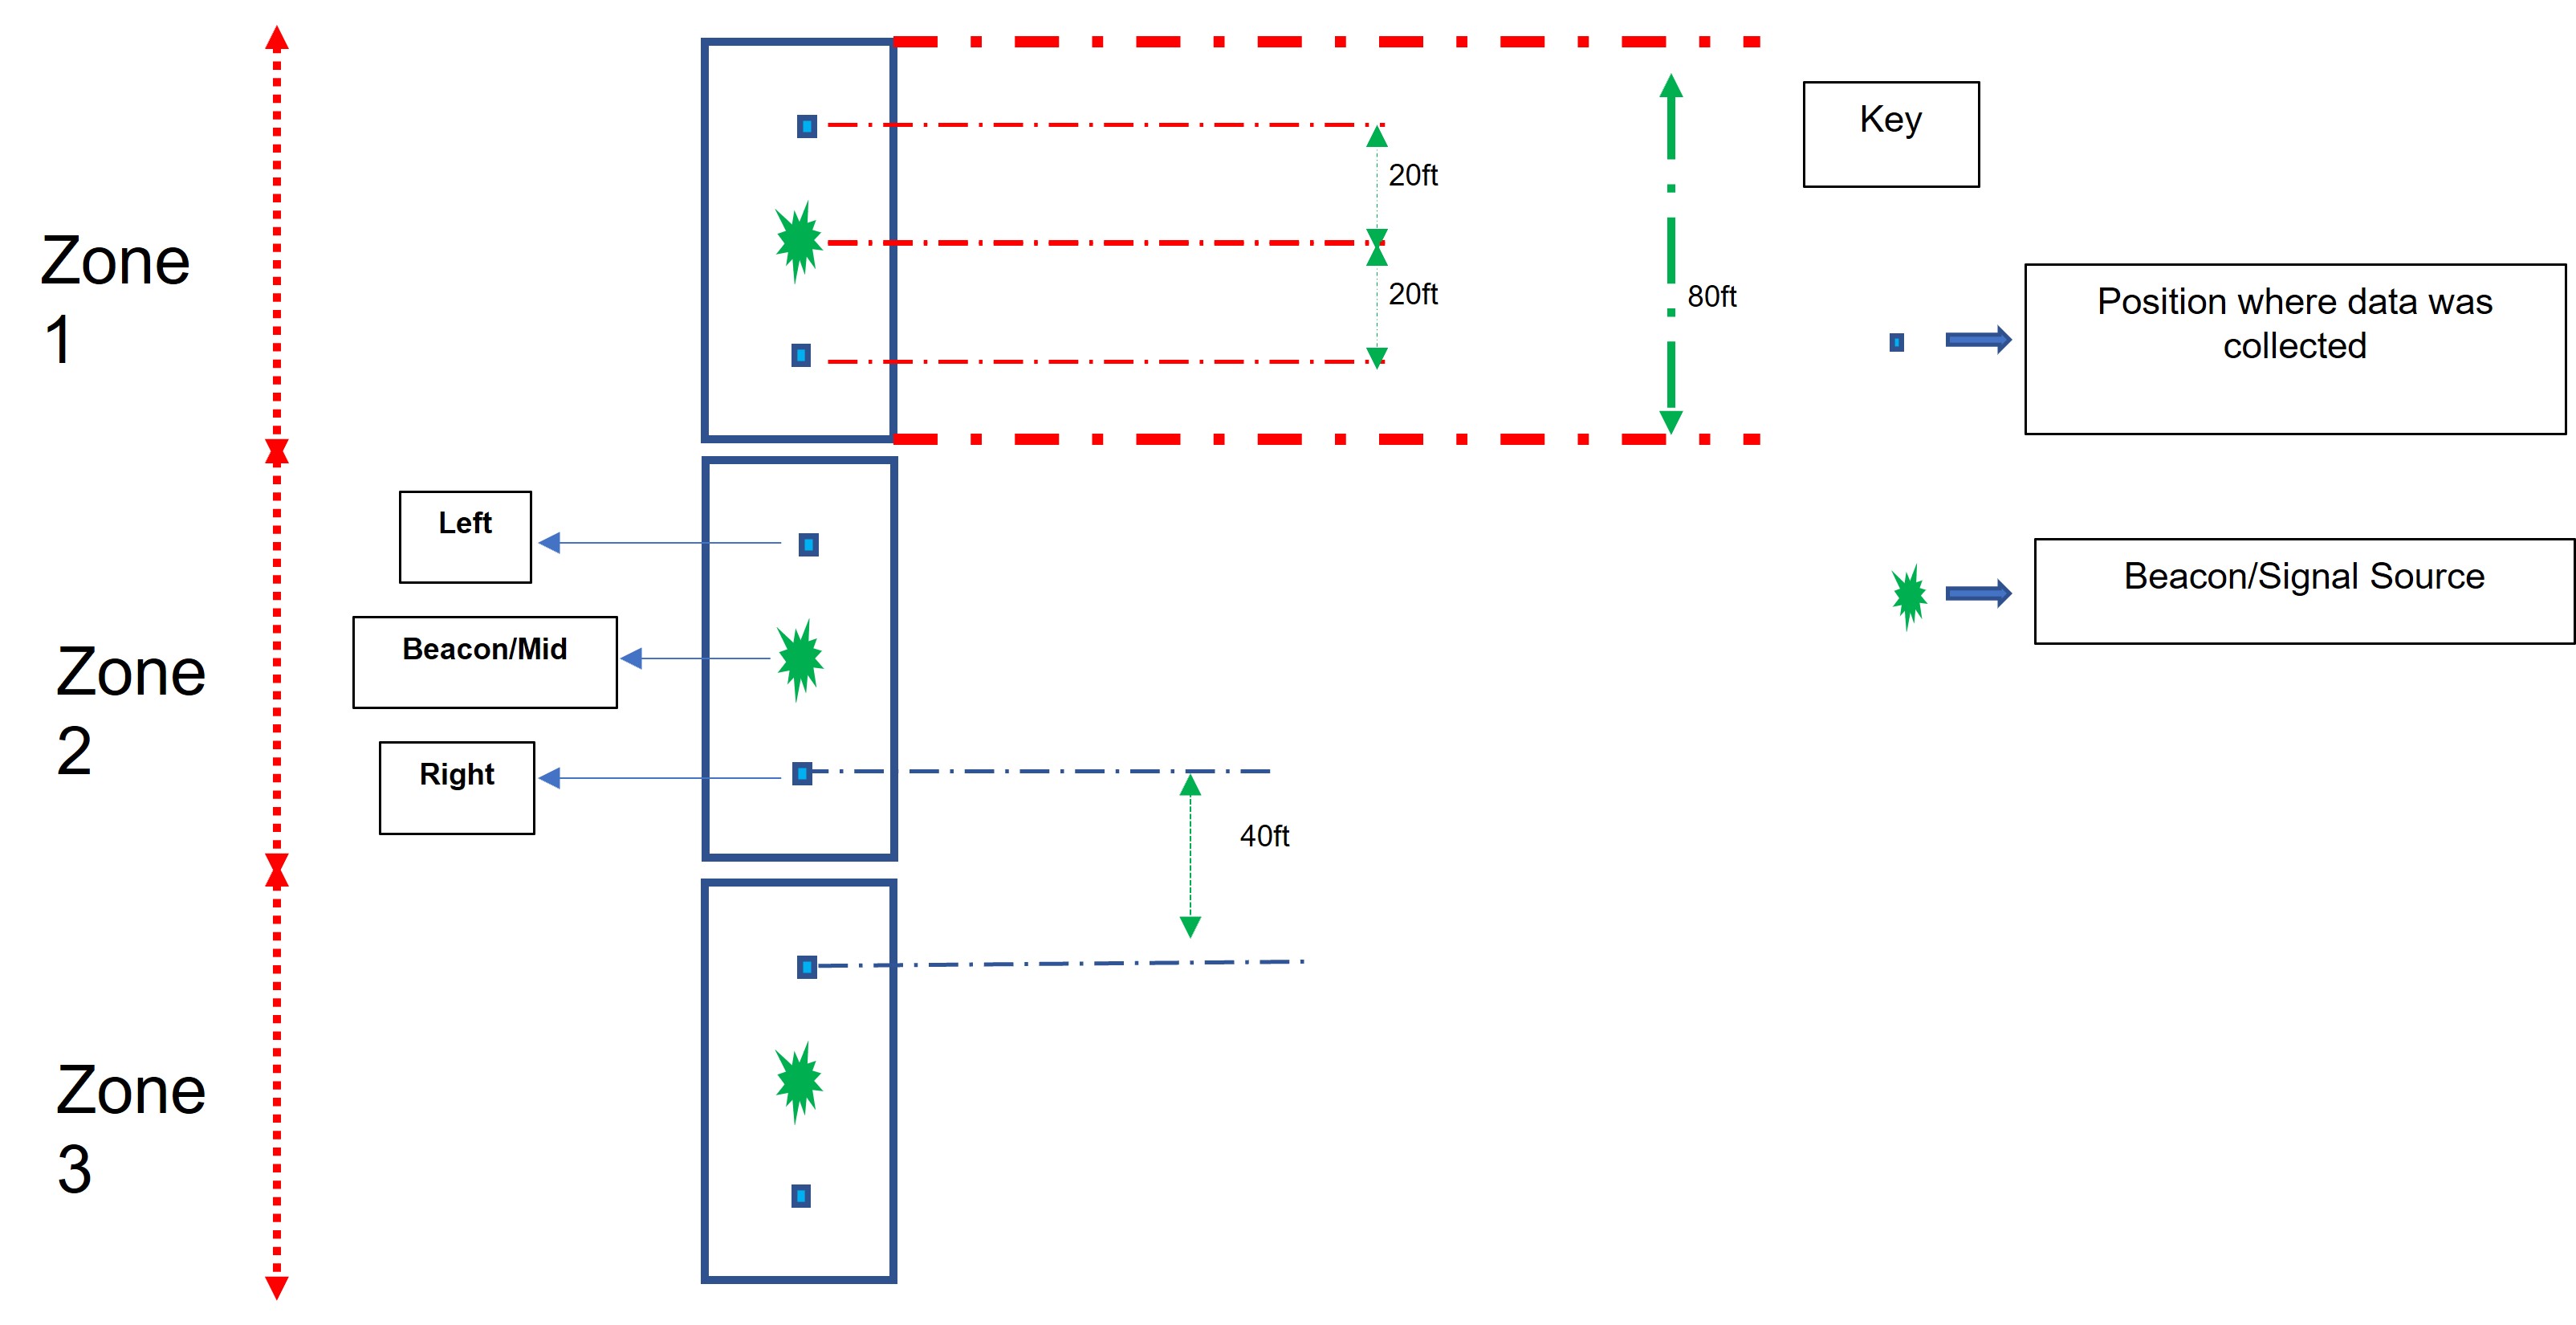 Zone
1
20ft
20ft
80ft
Key
Position where data was
collected
Zone
2
Left
Beacon/Mid
Right
40ft
Beacon/Signal Source
Zone
3